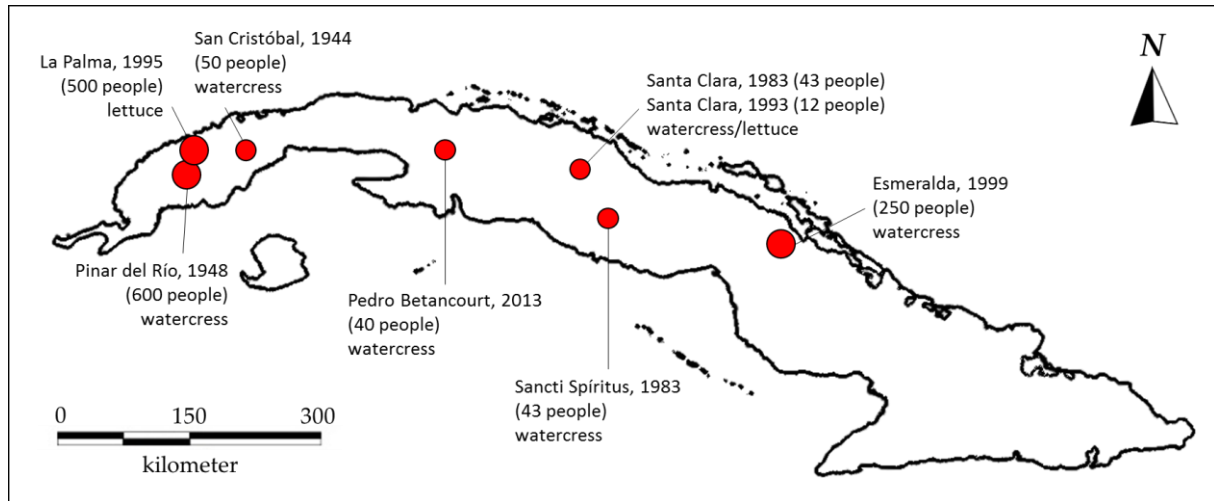 San Cristóbal, 1944
(50 people)
watercress
La Palma, 1995
(500 people)
lettuce
Santa Clara, 1983 (43 people)
Santa Clara, 1993 (12 people)
watercress/lettuce
N
Esmeralda, 1999
(250 people)
watercress
Pinar del Río, 1948
(600 people)
watercress
Pedro Betancourt, 2013
(40 people)
watercress
Sancti Spíritus, 1983
(43 people)
watercress
0 150 300
kilometer